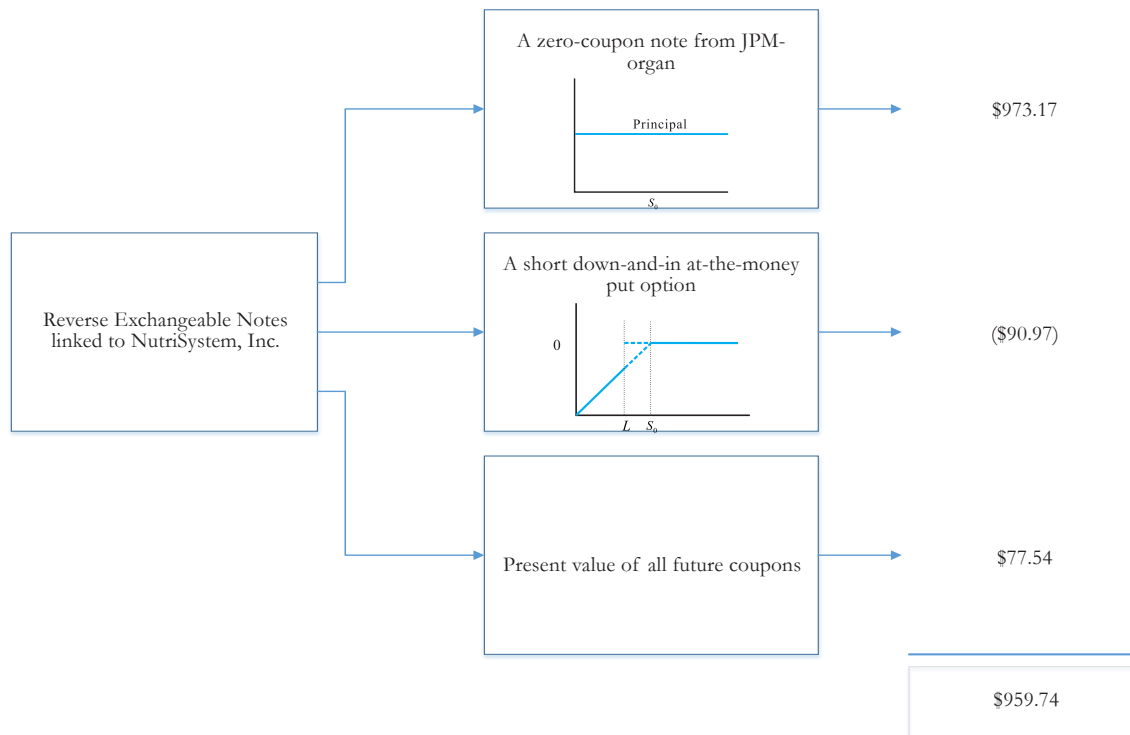 A zero-coupon note from JPM-
organ
Principal
S₀
$973.17
Reverse Exchangeable Notes
linked to NutriSystem, Inc.
A short down-and-in at-the-money
put option
0
L S₀
($90.97)
Present value of all future coupons
$77.54
$959.74